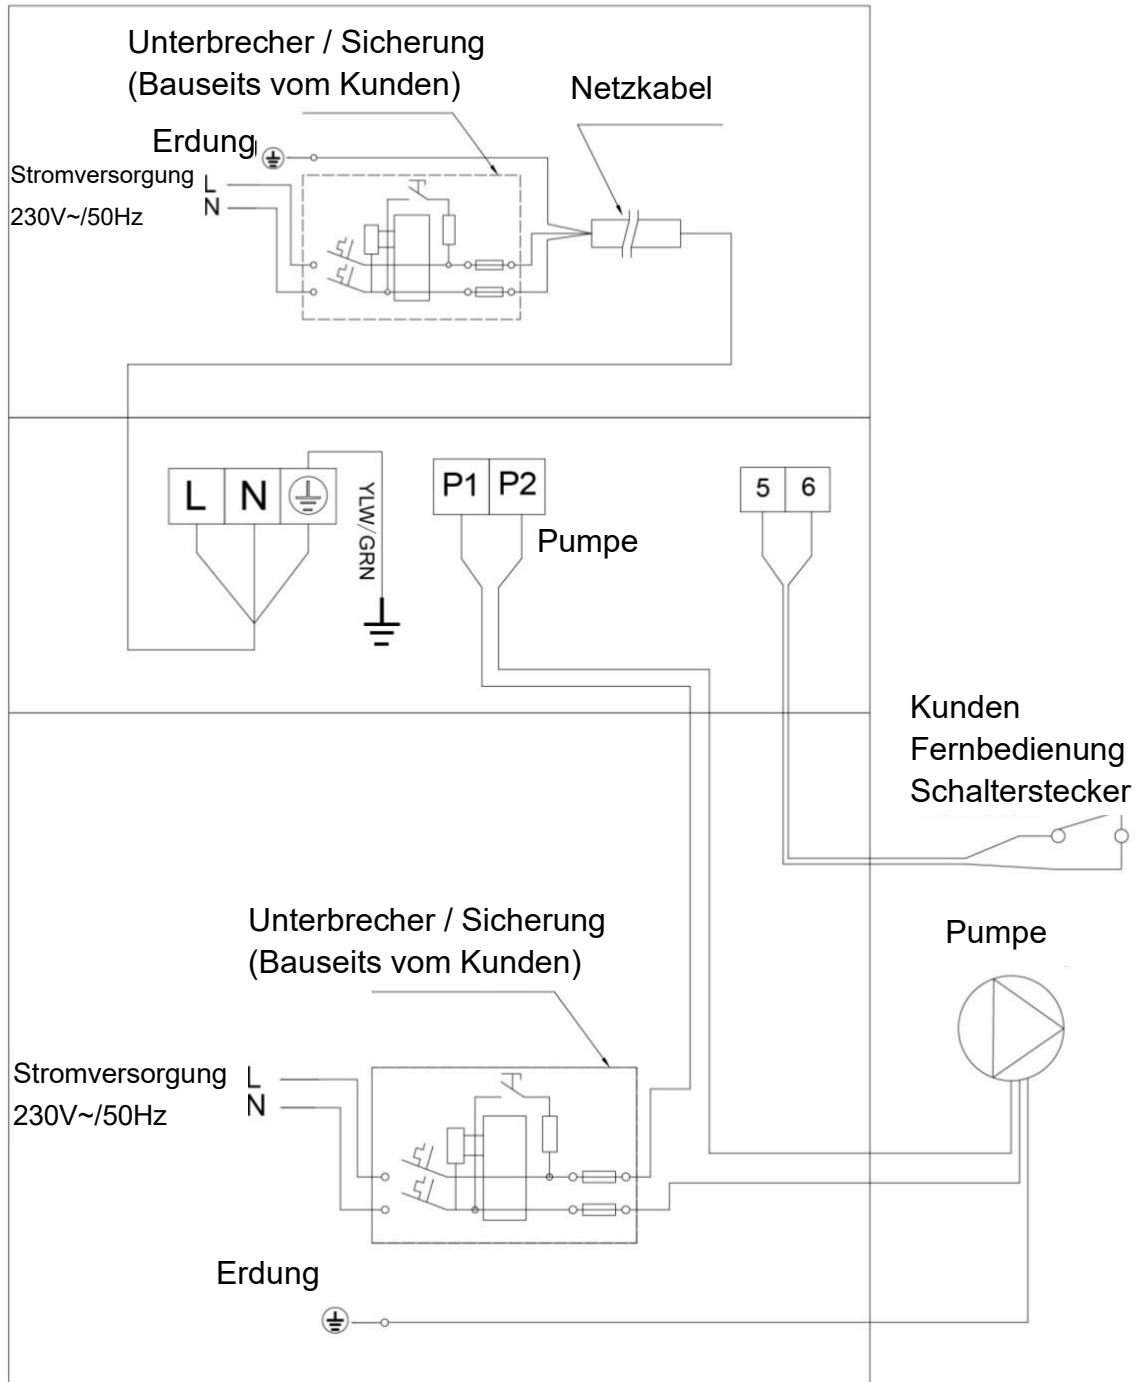 Unterbrecher / Sicherung
(Bauseits vom Kunden)
Netzkabel
Erdung
Stromversorgung L
230V~/50Hz N
L N
P1 P2
5 6
YLW/GRN
Pumpe
Kunden
Fernbedienung
Schalterstecker
Unterbrecher / Sicherung
(Bauseits vom Kunden)
Pumpe
Stromversorgung L
230V~/50Hz N
Erdung